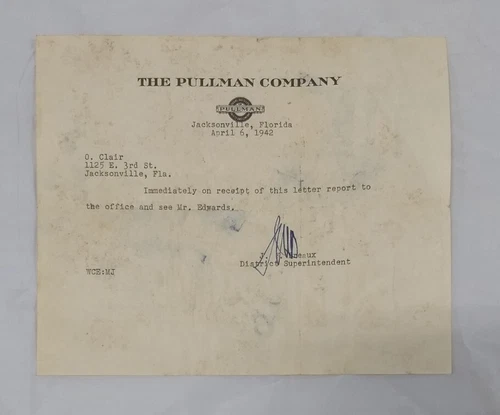 THE PULLMAN COMPANY
PULLMAN
Jacksonville, Florida
April 6, 1942
O. Clair
1125 E. 3rd St.
Jacksonville, Fla.
Immediately on receipt of this letter report to
the office and see Mr. Edwards.
J.
District Superintendent
WCE:MJ